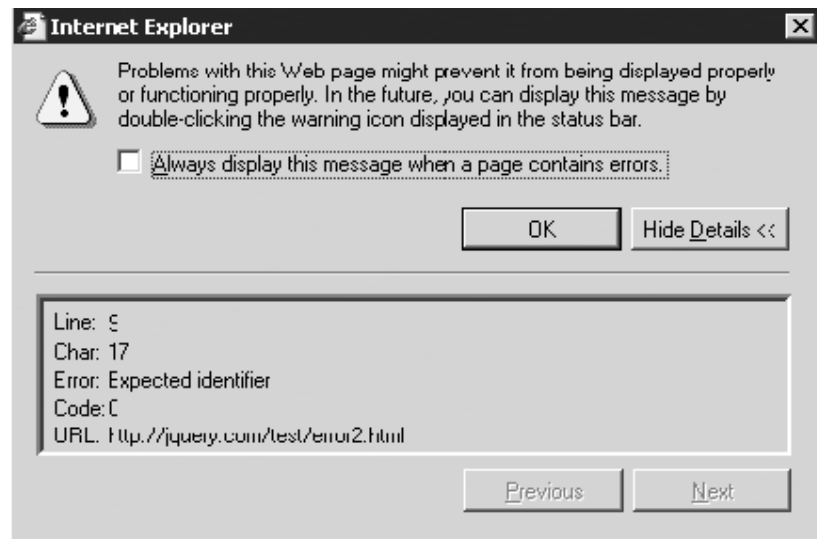 Internet Explorer
Problems with this Web page might prevent it from being displayed properly
or functioning properly. In the future, you can display this message by
double-clicking the warning icon displayed in the status bar.
Always display this message when a page contains errors.
OK
Hide Details <<
Line:
Char: 17
Error: Expected identifier
Code:
URL: http://jquery.com/test/error2.html
Previous
Next